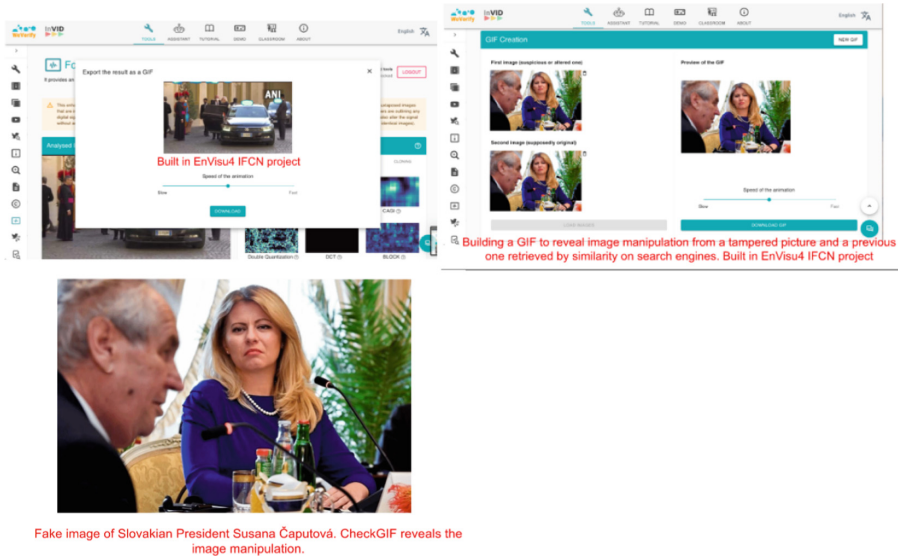 WeVerify
InVID
TOOLS ASSISTANT TUTORIAL DEMO CLASSROOM ABOUT
English
Export the result as a GIF
LOGOUT
ANI
Built in EnVisu4 IFCN project
Speed of the animation
Slow Fast
DOWNLOAD
CAGI
Double Quantization DCT BLOCK
WeVerify
InVID
TOOLS ASSISTANT TUTORIAL DEMO CLASSROOM ABOUT
English
GIF Creation
NEW GIF
First image (suspicious or altered one)
Second image (supposedly original)
Preview of the GIF
Speed of the animation
Slow Fast
DOWNLOAD GIF
Building a GIF to reveal image manipulation from a tampered picture and a previous
one retrieved by similarity on search engines. Built in EnVisu4 IFCN project
Fake image of Slovakian President Susana Čaputová. CheckGIF reveals the
image manipulation.